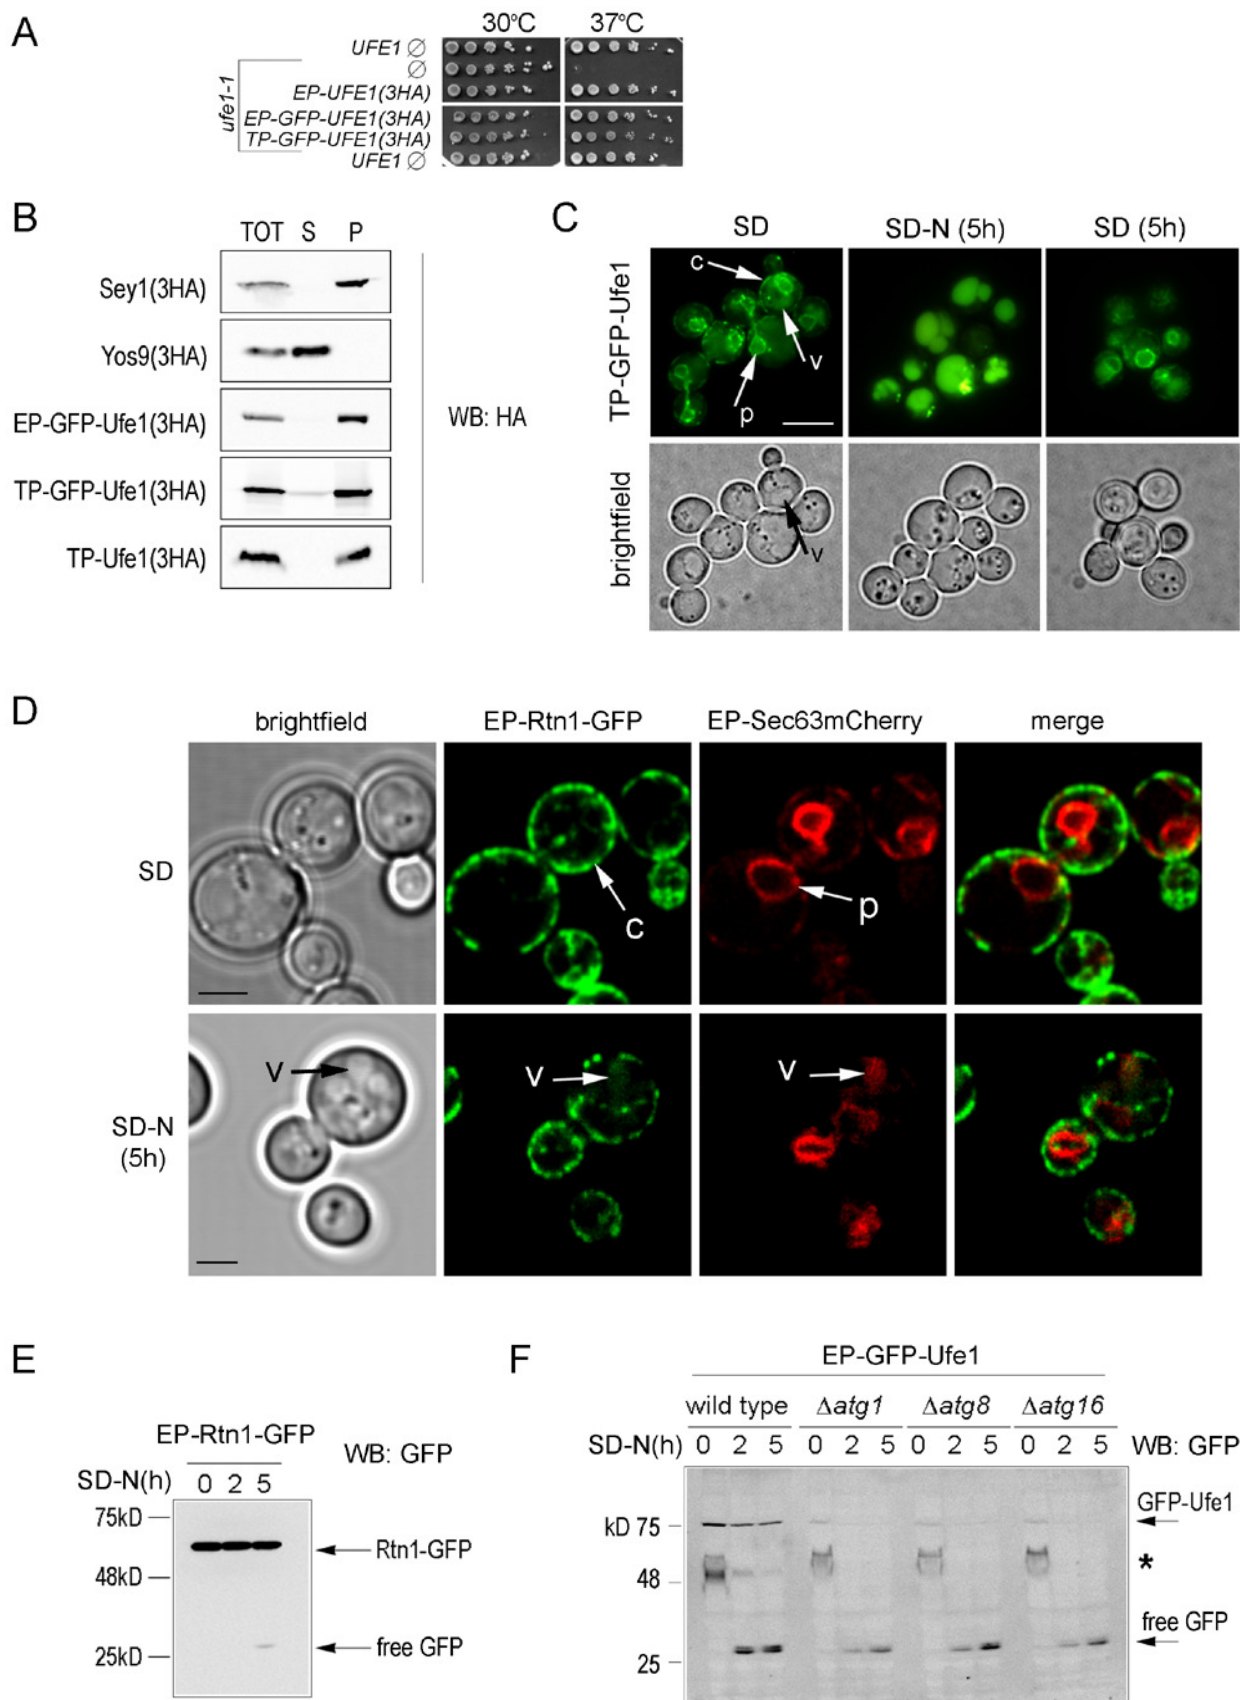 A
30°C 37°C
UFE1 ∅
∅
EP-UFE1(3HA)
EP-GFP-UFE1(3HA)
TP-GFP-UFE1(3HA)
UFE1 ∅
ufe1-1
B
TOT S P
Sey1(3HA)
Yos9(3HA)
EP-GFP-Ufe1(3HA)
TP-GFP-Ufe1(3HA)
TP-Ufe1(3HA)
WB: HA
C
SD SD-N (5h) SD (5h)
TP-GFP-Ufe1
c
v
p
brightfield
v
D
brightfield EP-Rtn1-GFP EP-Sec63mCherry merge
SD
c
p
SD-N
(5h)
v
v
v
E
EP-Rtn1-GFP
WB: GFP
SD-N(h) 0 2 5
75kD
Rtn1-GFP
48kD
free GFP
25kD
F
EP-GFP-Ufe1
wild type Δatg1 Δatg8 Δatg16
SD-N(h) 0 2 5 0 2 5 0 2 5 0 2 5 WB: GFP
GFP-Ufe1
kD 75
*
48
free GFP
25